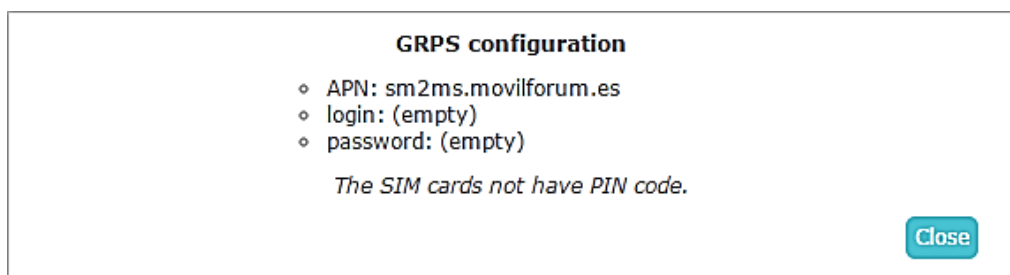 GRPS configuration
APN: sm2ms.movilforum.es
login: (empty)
password: (empty)
The SIM cards not have PIN code.
Close